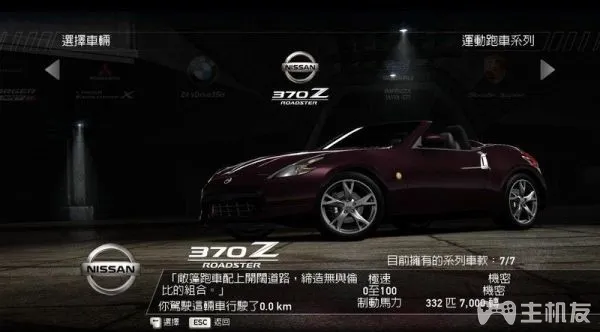 選擇車輛
運動跑車系列
NISSAN
370Z
ROADSTER
NISSAN
370Z
ROADSTER
目前擁有的系列車款：7/7
「敞篷跑車配上開闊道路，締造無與倫比的組合。」
你駕駛這輛車行駛了0.0 km
極速 機密
0至100 機密
制動馬力 332 匹 7,000 轉
選擇 ESC 返回
主机友